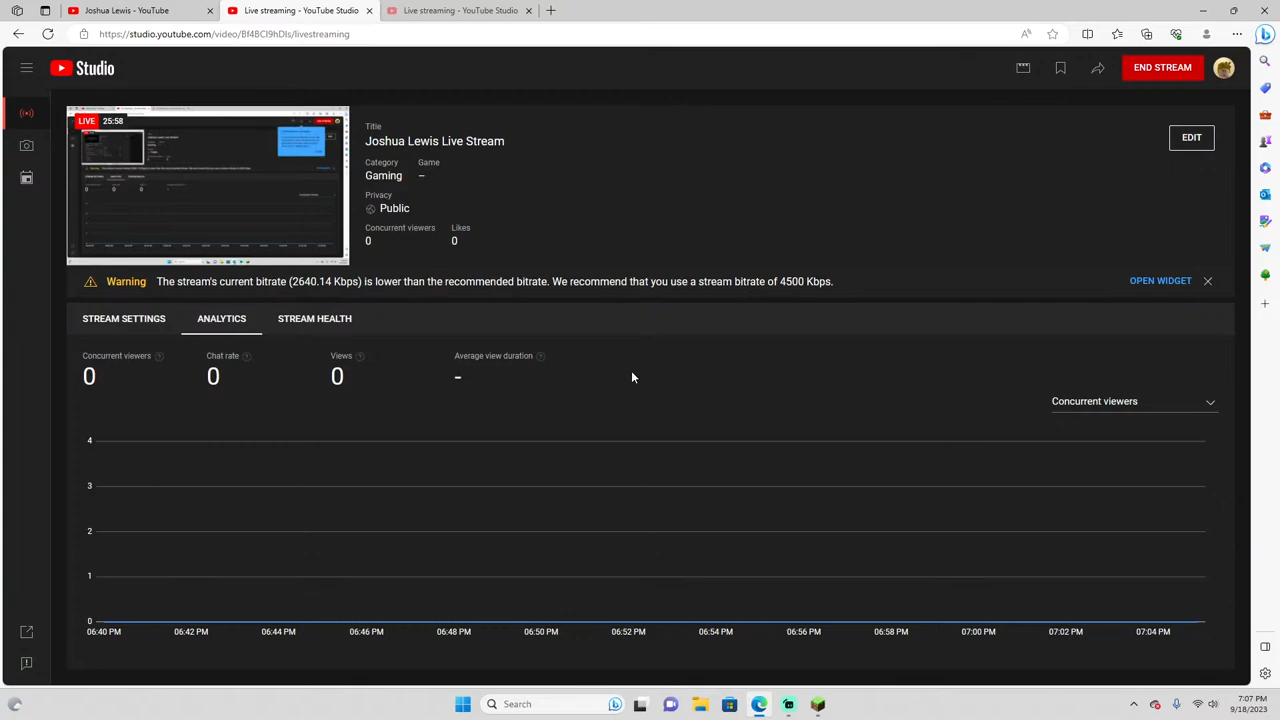 Joshua Lewis - YouTube
Live streaming - YouTube Studio
Live streaming - YouTube Studio
https://studio.youtube.com/video/Bf4BCl9hDIs/livestreaming
Studio
END STREAM
LIVE 25:58
Title
Joshua Lewis Live Stream
EDIT
Category Game
Gaming –
Privacy
Public
Concurrent viewers Likes
0 0
Warning The stream's current bitrate (2640.14 Kbps) is lower than the recommended bitrate. We recommend that you use a stream bitrate of 4500 Kbps.
OPEN WIDGET
STREAM SETTINGS ANALYTICS STREAM HEALTH
Concurrent viewers Chat rate Views Average view duration
0 0 0 -
Concurrent viewers
4
3
2
1
0
06:40 PM 06:42 PM 06:44 PM 06:46 PM 06:48 PM 06:50 PM 06:52 PM 06:54 PM 06:56 PM 06:58 PM 07:00 PM 07:02 PM 07:04 PM
Search
7:07 PM
9/18/2023